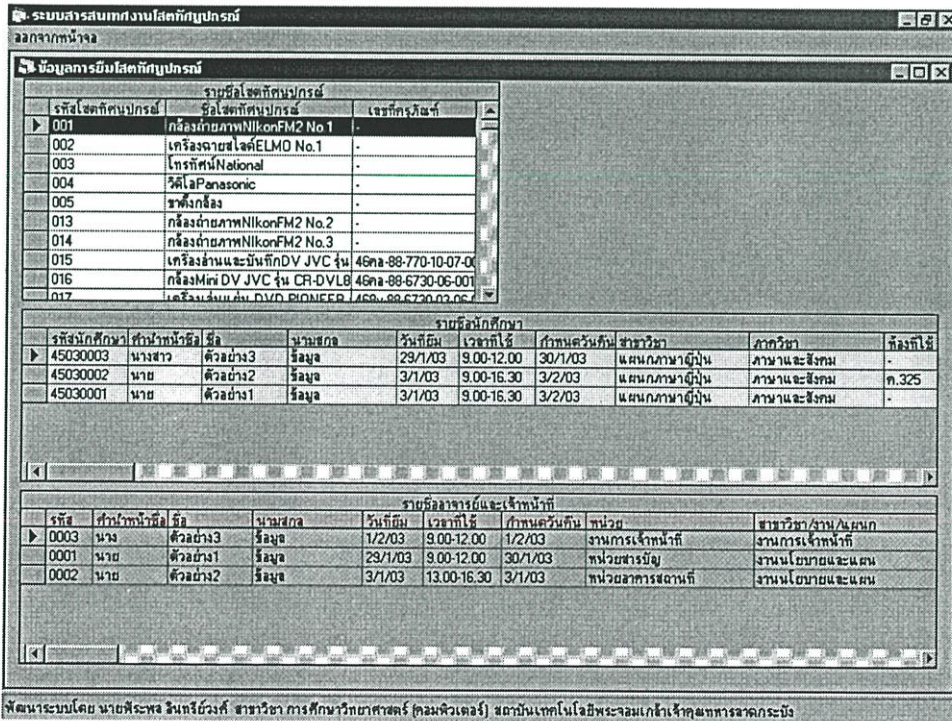 ระบบสารสนเทศงานโสตทัศนูปกรณ์
ออกจากหน้าจอ
ข้อมูลการยืมโสตทัศนูปกรณ์
รายชื่อโสตทัศนูปกรณ์
รหัสโสตทัศนูปกรณ์ ชื่อโสตทัศนูปกรณ์ เลขที่ครุภัณฑ์
001 กล้องถ่ายภาพNIkonFM2 No.1 -
002 เครื่องฉายสไลด์ELMO No.1 -
003 โทรทัศน์National -
004 วิดิโอPanasonic -
005 ขาตั้งกล้อง -
013 กล้องถ่ายภาพNIkonFM2 No.2 -
014 กล้องถ่ายภาพNIkonFM2 No.3 -
015 เครื่องอ่านและบันทึกDV JVC รุ่น 46คล-88-770-10-07-00
016 กล้องMini DV JVC รุ่น CR-DVL8 46คล-88-6730-06-001
017 เครื่องเล่นแผ่น DVD PIONEER
รายชื่อนักศึกษา
รหัสนักศึกษา คำนำหน้าชื่อ ชื่อ นามสกล วันที่ยืม เวลาที่ใช้ กำหนดวันคืน สาขาวิชา ภาควิชา ห้องที่ใช้
45030003 นางสาว ตัวอย่าง3 ข้อมูล 29/1/03 9.00-12.00 30/1/03 แผนกภาษาญี่ปุ่น ภาษาและสังคม -
45030002 นาย ตัวอย่าง2 ข้อมูล 3/1/03 9.00-16.30 3/2/03 แผนกภาษาญี่ปุ่น ภาษาและสังคม ค.325
45030001 นาย ตัวอย่าง1 ข้อมูล 3/1/03 9.00-16.30 3/2/03 แผนกภาษาญี่ปุ่น ภาษาและสังคม -
รายชื่ออาจารย์และเจ้าหน้าที่
รหัส คำนำหน้าชื่อ ชื่อ นามสกล วันที่ยืม เวลาที่ใช้ กำหนดวันคืน หน่วย สาขาวิชา/งาน/แผนก
0003 นาง ตัวอย่าง3 ข้อมูล 1/2/03 9.00-12.00 1/2/03 งานการเจ้าหน้าที่ งานการเจ้าหน้าที่
0001 นาย ตัวอย่าง1 ข้อมูล 29/1/03 9.00-12.00 30/1/03 หน่วยสารบัญ งานนโยบายและแผน
0002 นาย ตัวอย่าง2 ข้อมูล 3/1/03 13.00-16.30 3/1/03 หน่วยอาคารสถานที่ งานนโยบายและแผน
พัฒนาระบบโดย นายพีระพล อินทรีย์วงค์ สาขาวิชา การศึกษาวิทยาศาสตร์ (คอมพิวเตอร์) สถาบันเทคโนโลยีพระจอมเกล้าเจ้าคุณทหารลาดกระบัง